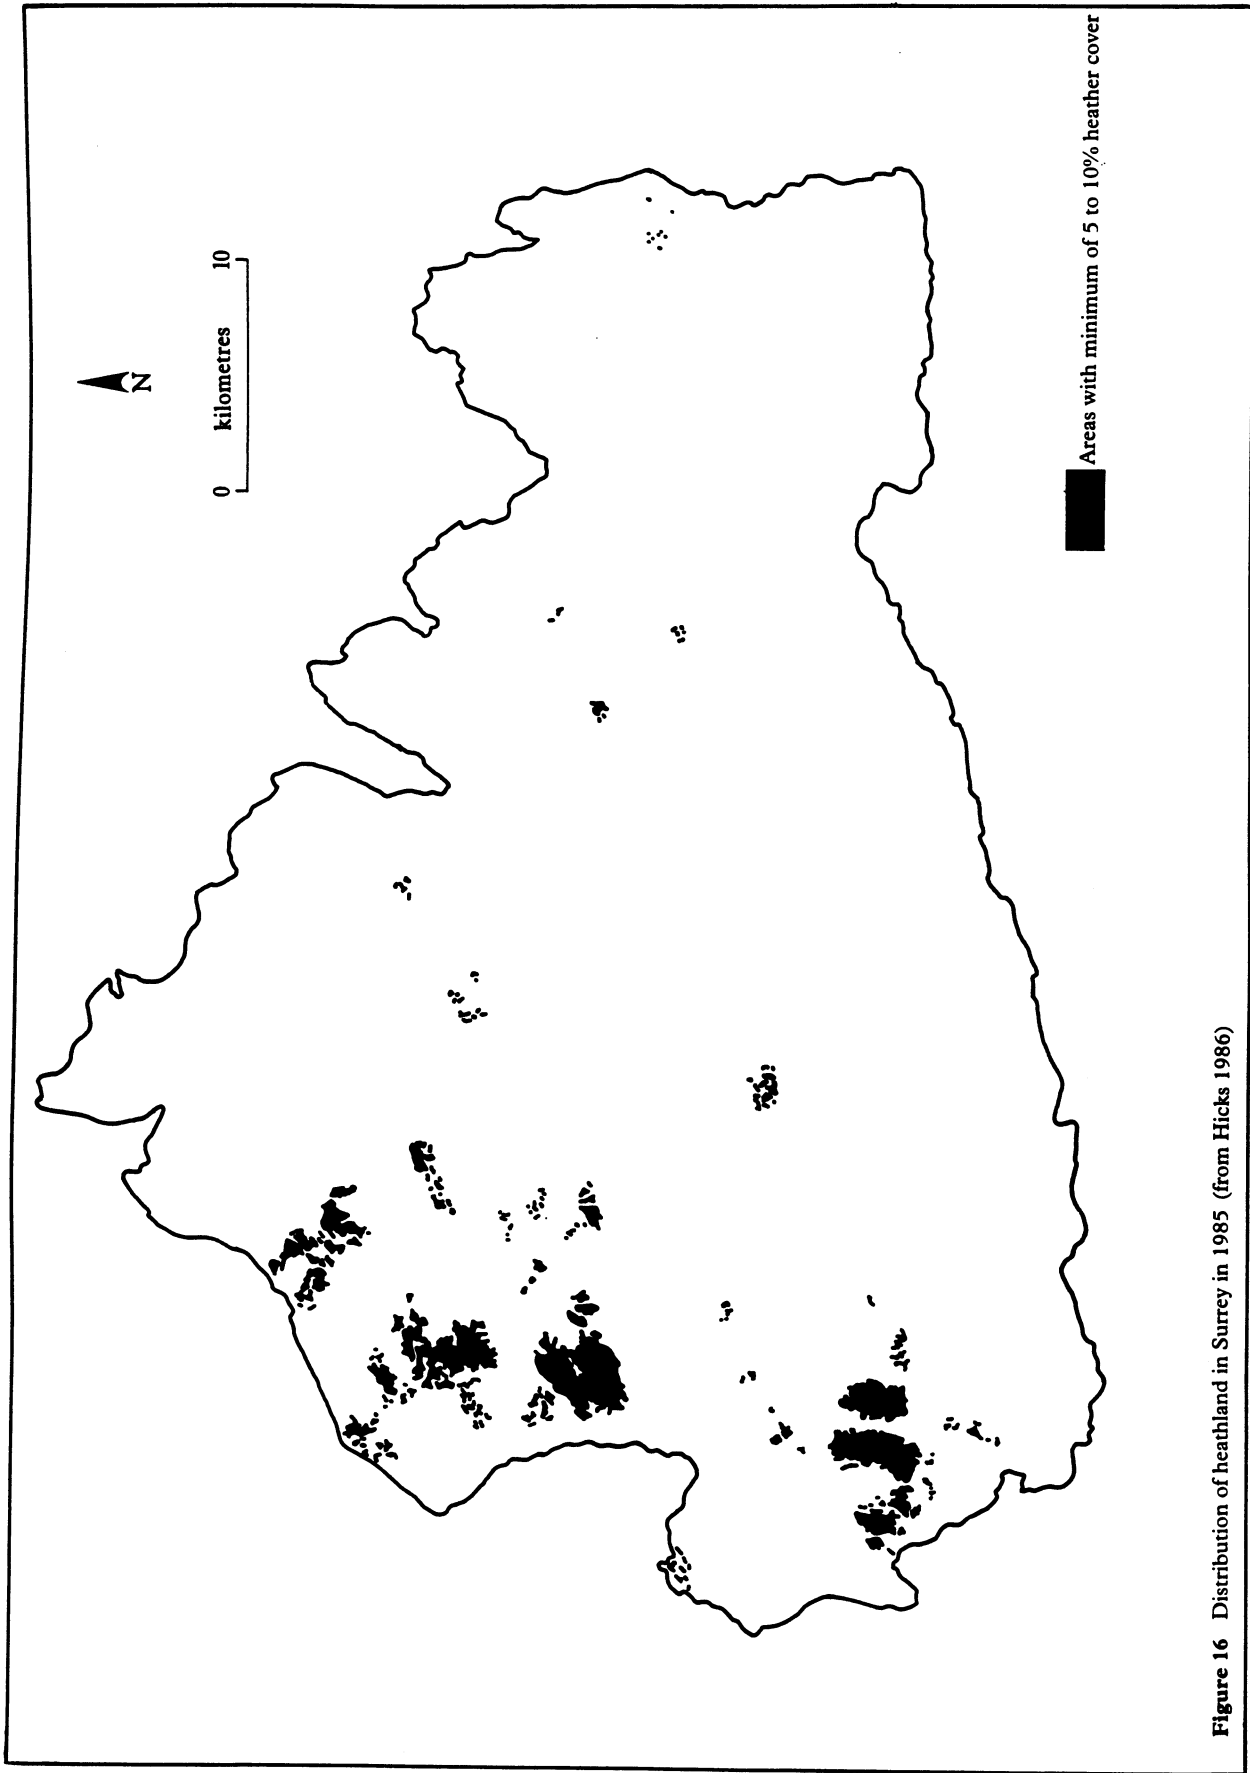 N
0 kilometres 10
Areas with minimum of 5 to 10% heather cover
Figure 16 Distribution of heathland in Surrey in 1985 (from Hicks 1986)